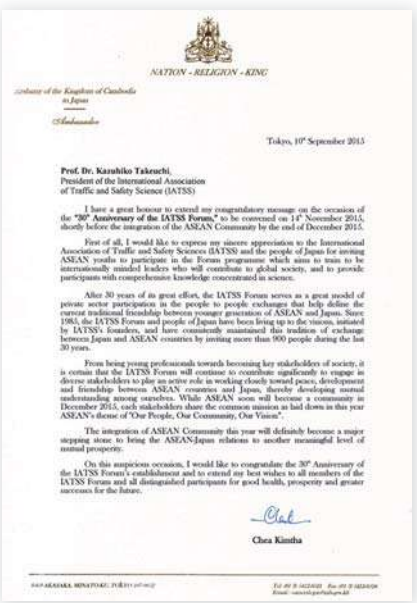 NATION - RELIGION - KING
Embassy of the Kingdom of Cambodia
in Japan
Ambassador
Tokyo, 10th September 2015
Prof. Dr. Kazuhiko Takeuchi,
President of the International Association
of Traffic and Safety Science (IATSS)
I have a great honour to extend my congratulatory message on the occasion of
the "30th Anniversary of the IATSS Forum," to be convened on 14th November 2015,
shortly before the integration of the ASEAN Community by the end of December 2015.
First of all, I would like to express my sincere appreciation to the International
Association of Traffic and Safety Sciences (IATSS) and the people of Japan for inviting
ASEAN youths to participate in the Forum programme which aims to train to be
internationally minded leaders who will contribute to global society, and to provide
participants with comprehensive knowledge concentrated in science.
After 30 years of its great effort, the IATSS Forum serves as a great model of
private sector participation in the people to people exchanges that help define the
current traditional friendship between younger generation of ASEAN and Japan. Since
1985, the IATSS Forum and people of Japan have been living up to the visions, initiated
by IATSS's founders, and have consistently maintained this tradition of exchange
between Japan and ASEAN countries by inviting more than 900 people during the last
30 years.
From being young professionals towards becoming key stakeholders of society, it
is certain that the IATSS Forum will continue to contribute significantly to engage in
diverse stakeholders to play an active role in working closely toward peace, development
and friendship between ASEAN countries and Japan, thereby developing mutual
understanding among ourselves. While ASEAN soon will become a community in
December 2015, each stakeholders share the common mission as laid down in this year
ASEAN's theme of "Our People, Our Community, Our Vision".
The integration of ASEAN Community this year will definitely become a major
stepping stone to bring the ASEAN-Japan relations to another meaningful level of
mutual prosperity.
On this auspicious occasion, I would like to congratulate the 30th Anniversary of
the IATSS Forum's establishment and to extend my best wishes to all members of the
IATSS Forum and all distinguished participants for good health, prosperity and greater
successes for the future.
Chea Kimtha
AKASAKA, MINATO-KU, TOKYO